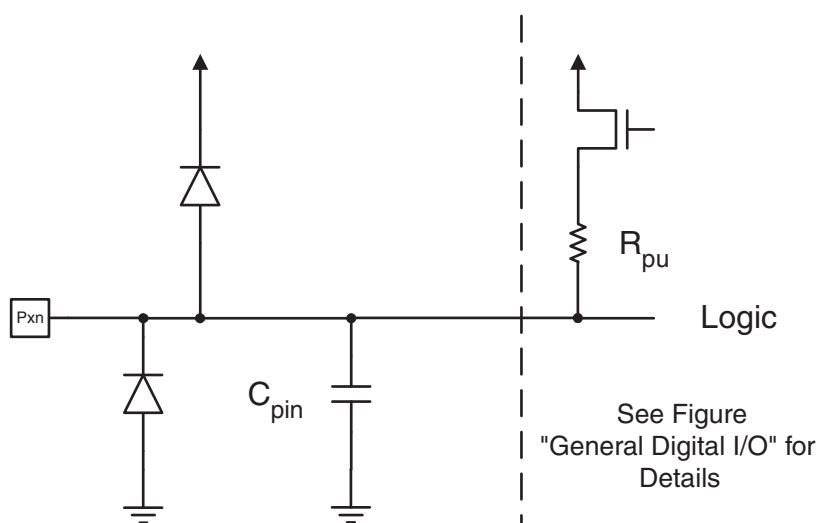 R
pu
Pxn
Logic
C
pin
See Figure
"General Digital I/O" for
Details